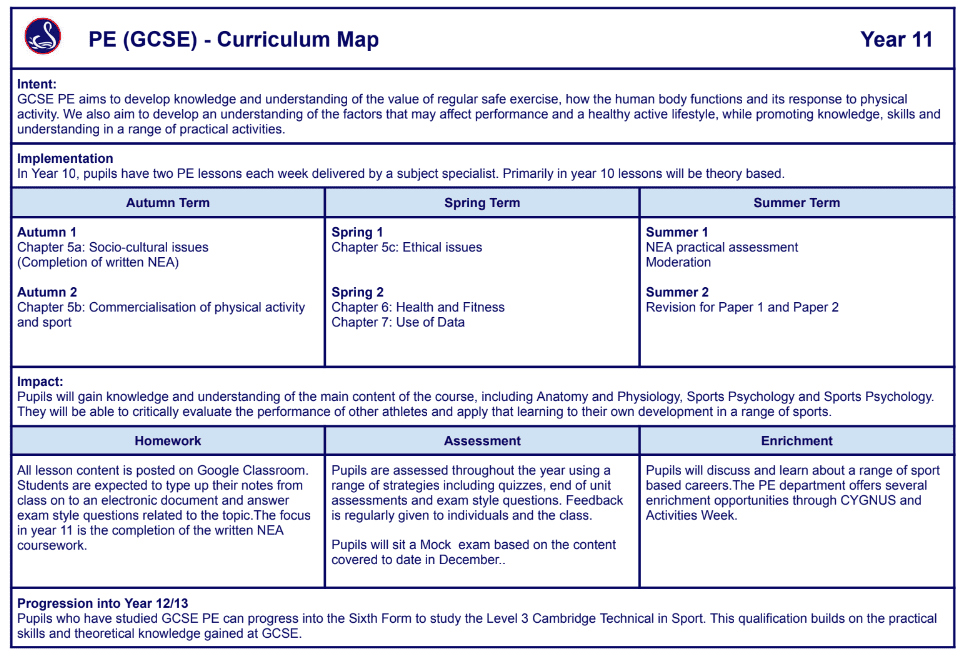 PE (GCSE) - Curriculum Map
Year 11
Intent:
GCSE PE aims to develop knowledge and understanding of the value of regular safe exercise, how the human body functions and its response to physical
activity. We also aim to develop an understanding of the factors that may affect performance and a healthy active lifestyle, while promoting knowledge, skills and
understanding in a range of practical activities.
Implementation
In Year 10, pupils have two PE lessons each week delivered by a subject specialist. Primarily in year 10 lessons will be theory based.
Autumn Term
Spring Term
Summer Term
Autumn 1
Chapter 5a: Socio-cultural issues
(Completion of written NEA)
Autumn 2
Chapter 5b: Commercialisation of physical activity
and sport
Spring 1
Chapter 5c: Ethical issues
Spring 2
Chapter 6: Health and Fitness
Chapter 7: Use of Data
Summer 1
NEA practical assessment
Moderation
Summer 2
Revision for Paper 1 and Paper 2
Impact:
Pupils will gain knowledge and understanding of the main content of the course, including Anatomy and Physiology, Sports Psychology and Sports Psychology.
They will be able to critically evaluate the performance of other athletes and apply that learning to their own development in a range of sports.
Homework
Assessment
Enrichment
All lesson content is posted on Google Classroom.
Students are expected to type up their notes from
class on to an electronic document and answer
exam style questions related to the topic.The focus
in year 11 is the completion of the written NEA
coursework.
Pupils are assessed throughout the year using a
range of strategies including quizzes, end of unit
assessments and exam style questions. Feedback
is regularly given to individuals and the class.
Pupils will sit a Mock  exam based on the content
covered to date in December..
Pupils will discuss and learn about a range of sport
based careers.The PE department offers several
enrichment opportunities through CYGNUS and
Activities Week.
Progression into Year 12/13
Pupils who have studied GCSE PE can progress into the Sixth Form to study the Level 3 Cambridge Technical in Sport. This qualification builds on the practical
skills and theoretical knowledge gained at GCSE.